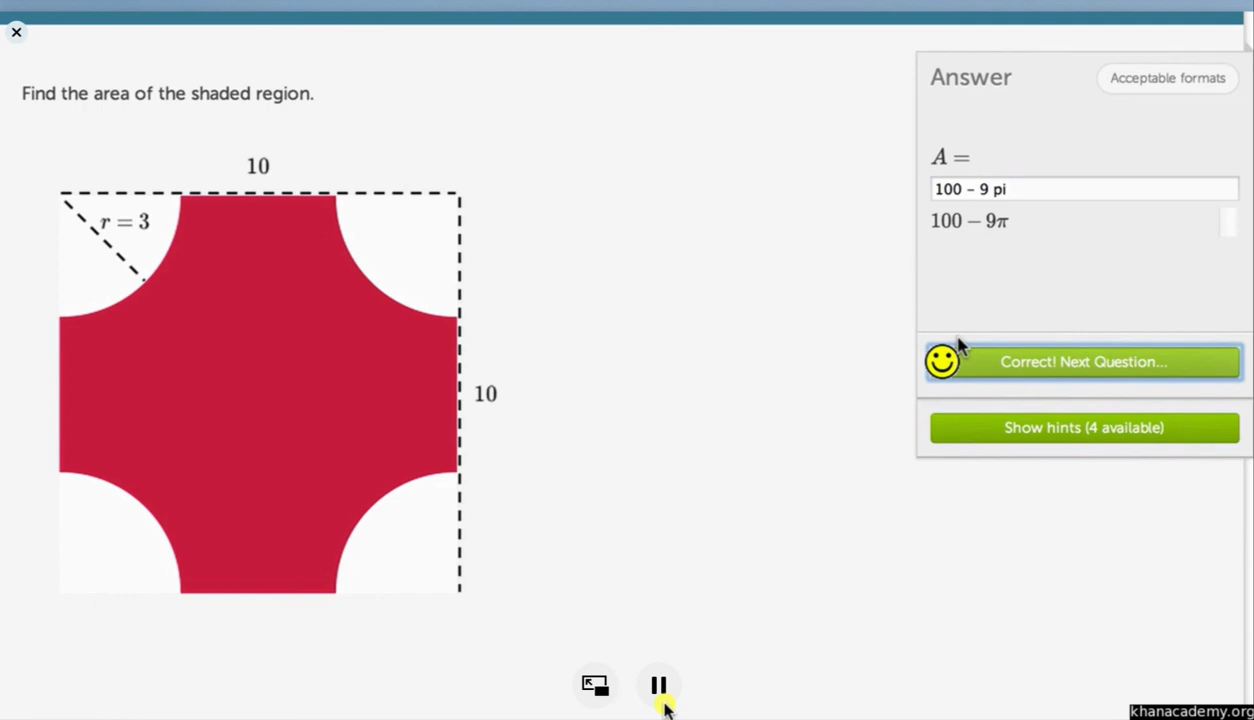 Find the area of the shaded region.
10
r = 3
10
Answer
Acceptable formats
A =
100 - 9 pi
100 − 9π
Correct! Next Question...
Show hints (4 available)
khanacademy.org